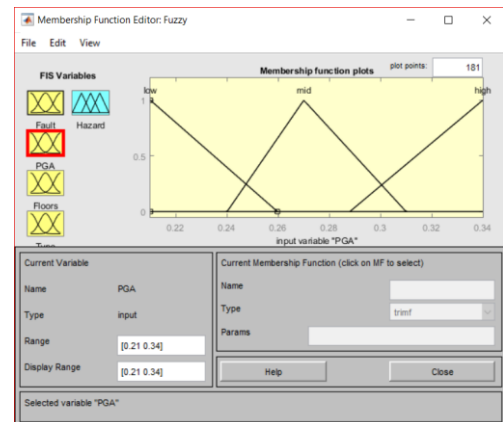 Membership Function Editor: Fuzzy
File Edit View
FIS Variables
Fault
Hazard
PGA
Floors
Type
Membership function plots
plot points: 181
low mid high
1
0.5
0
0.22 0.24 0.26 0.28 0.3 0.32 0.34
input variable "PGA"
Current Variable
Name PGA
Type input
Range [0.21 0.34]
Display Range [0.21 0.34]
Current Membership Function (click on MF to select)
Name
Type trimf
Params
Help Close
Selected variable "PGA"